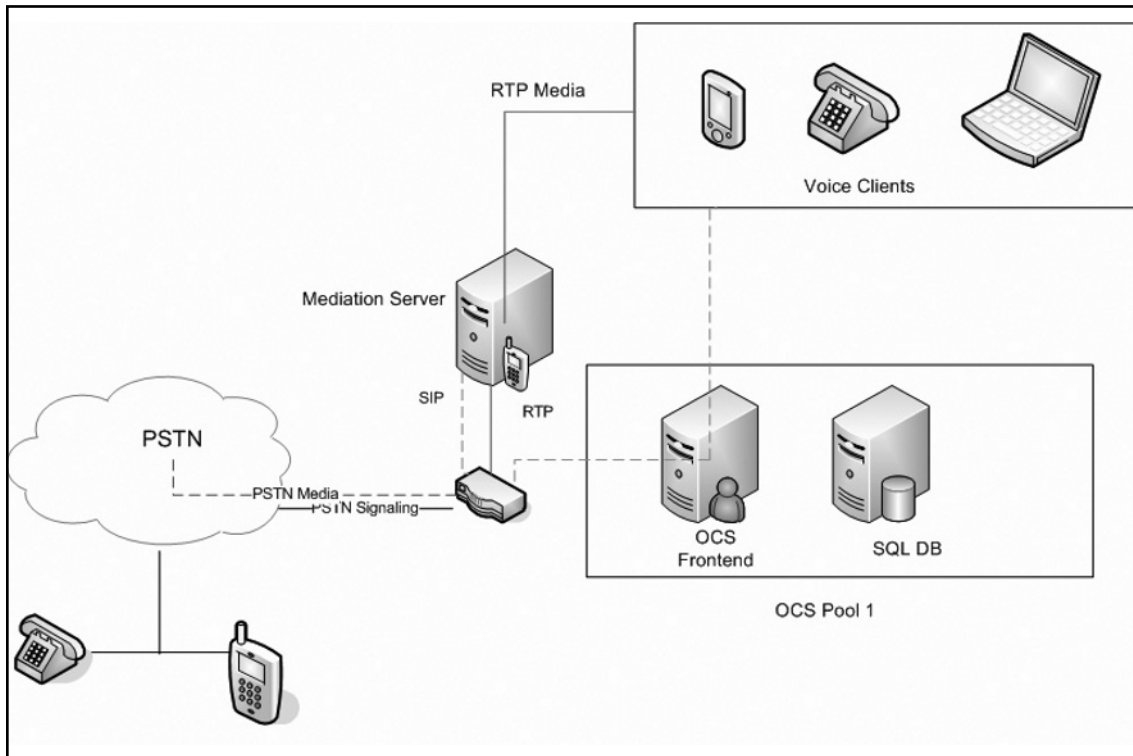 RTP Media
Voice Clients
Mediation Server
SIP
RTP
PSTN
PSTN Media
PSTN Signaling
OCS
Frontend
SQL DB
OCS Pool 1